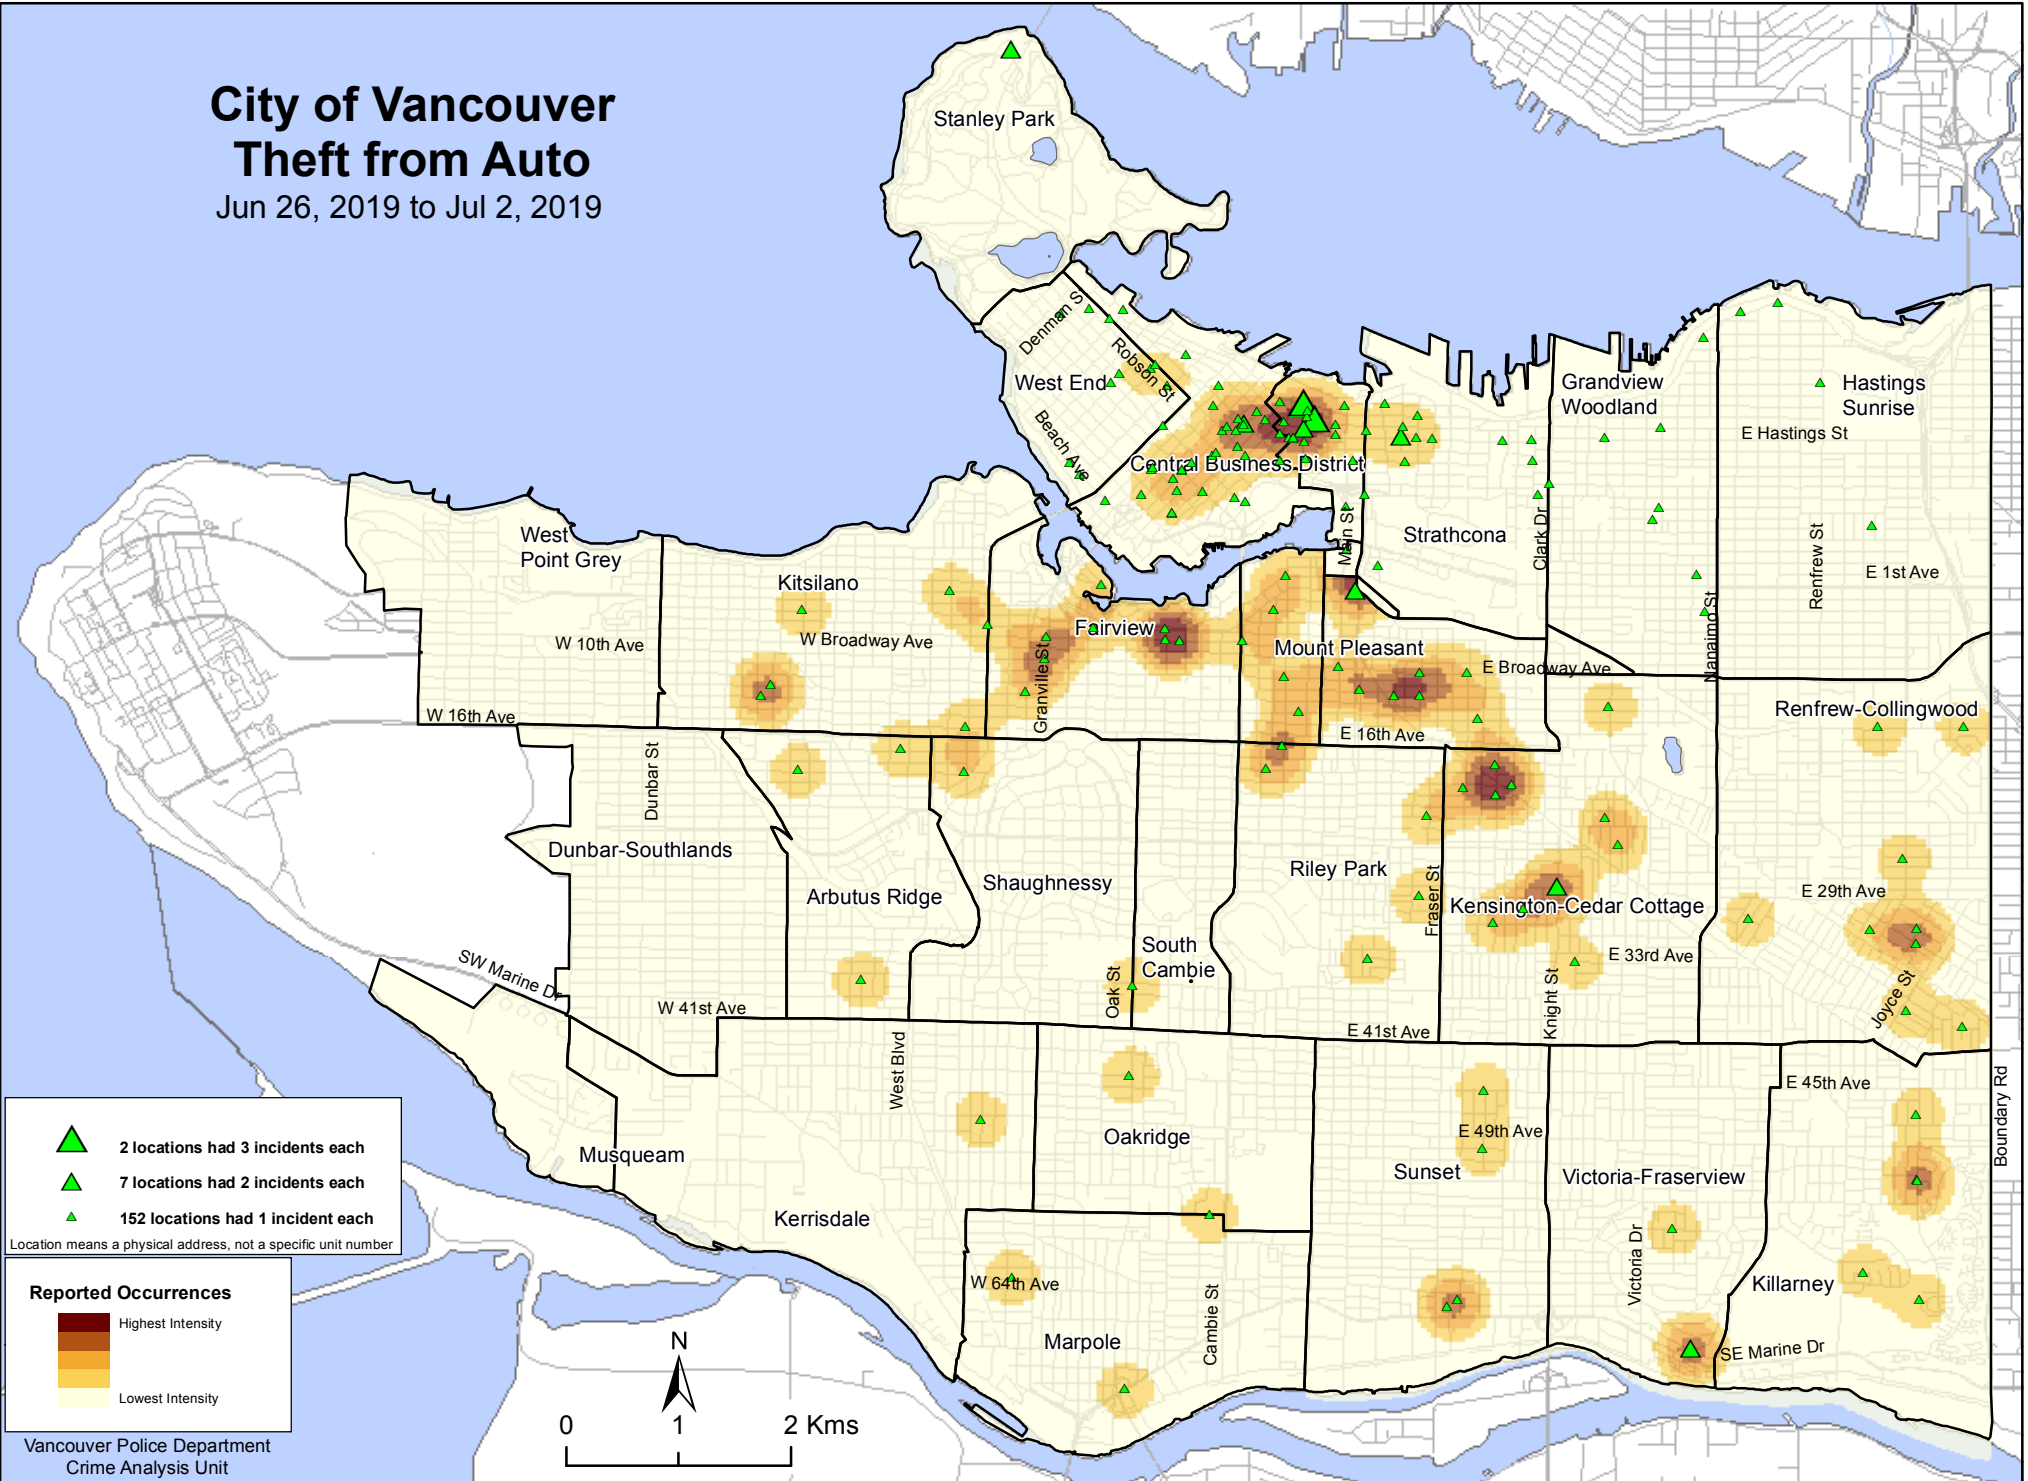 City of Vancouver
Theft from Auto
Jun 26, 2019 to Jul 2, 2019
Stanley Park
Denman S
Robson St
West End
Beach Ave
Central Business District
Grandview
Woodland
Hastings
Sunrise
E Hastings St
West
Point Grey
Kitsilano
Main St
Strathcona
Clark Dr
Renfrew St
E 1st Ave
Nanaimo St
W 10th Ave
W Broadway Ave
Fairview
Granville St
Mount Pleasant
E Broadway Ave
W 16th Ave
E 16th Ave
Renfrew-Collingwood
Dunbar St
Dunbar-Southlands
Arbutus Ridge
Shaughnessy
Riley Park
Fraser St
Kensington-Cedar Cottage
E 29th Ave
South
Cambie
Oak St
E 33rd Ave
Knight St
Joyce St
SW Marine Dr
W 41st Ave
E 41st Ave
West Blvd
E 45th Ave
Boundary Rd
E 49th Ave
Oakridge
Musqueam
Sunset
Victoria-Fraserview
Kerrisdale
Victoria Dr
W 64th Ave
Killarney
Marpole
Cambie St
SE Marine Dr
2 locations had 3 incidents each
7 locations had 2 incidents each
152 locations had 1 incident each
Location means a physical address, not a specific unit number
Reported Occurrences
Highest Intensity
Lowest Intensity
Vancouver Police Department
Crime Analysis Unit
N
0 1 2 Kms